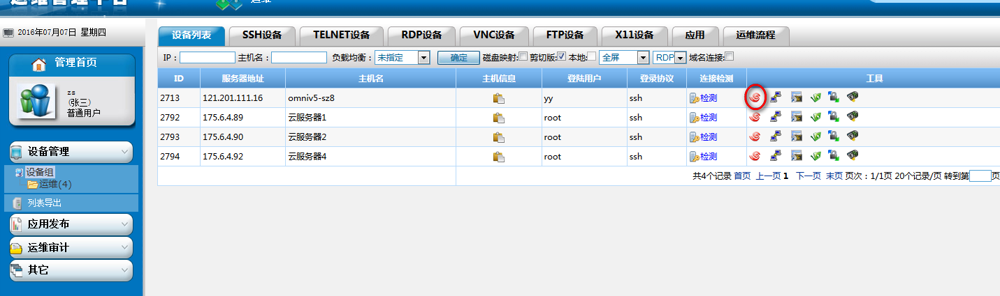 运维管理平台
运维
2016年07月07日 星期四
管理首页
zs
(张三)
普通用户
设备管理
设备组
运维(4)
列表导出
应用发布
运维审计
其它
设备列表 SSH设备 TELNET设备 RDP设备 VNC设备 FTP设备 X11设备 应用 运维流程
IP： 主机名： 负载均衡： 未指定 确定 磁盘映射: 剪切版: 本地: 全屏 RDP 域名连接:
ID 服务器地址 主机名 主机信息 登陆用户 登录协议 连接检测 工具
2713 121.201.111.16 omniv5-sz8 yy ssh 检测
2792 175.6.4.89 云服务器1 root ssh 检测
2793 175.6.4.90 云服务器2 root ssh 检测
2794 175.6.4.92 云服务器4 root ssh 检测
共4个记录 首页 上一页 1 下一页 末页 页次：1/1页 20个记录/页 转到第 页